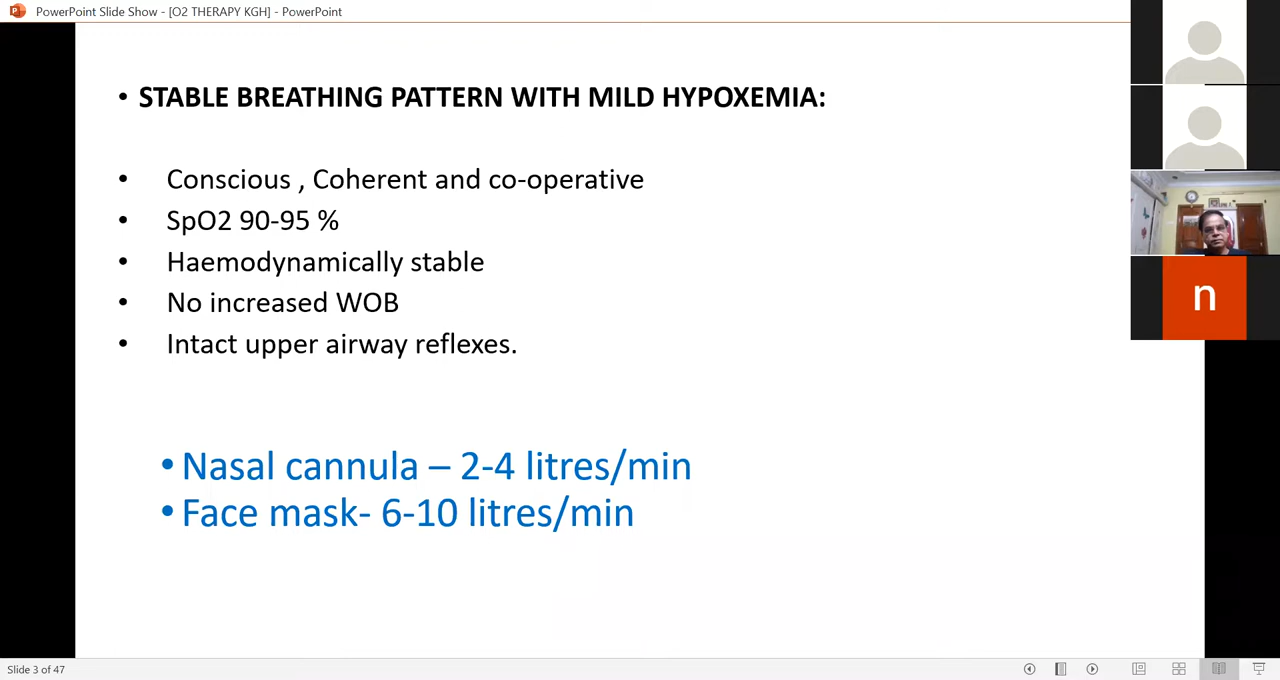 PowerPoint Slide Show - [O2 THERAPY KGH] - PowerPoint
• STABLE BREATHING PATTERN WITH MILD HYPOXEMIA:
• Conscious , Coherent and co-operative
• SpO2 90-95 %
• Haemodynamically stable
• No increased WOB
• Intact upper airway reflexes.
• Nasal cannula – 2-4 litres/min
• Face mask- 6-10 litres/min
n
Slide 3 of 47